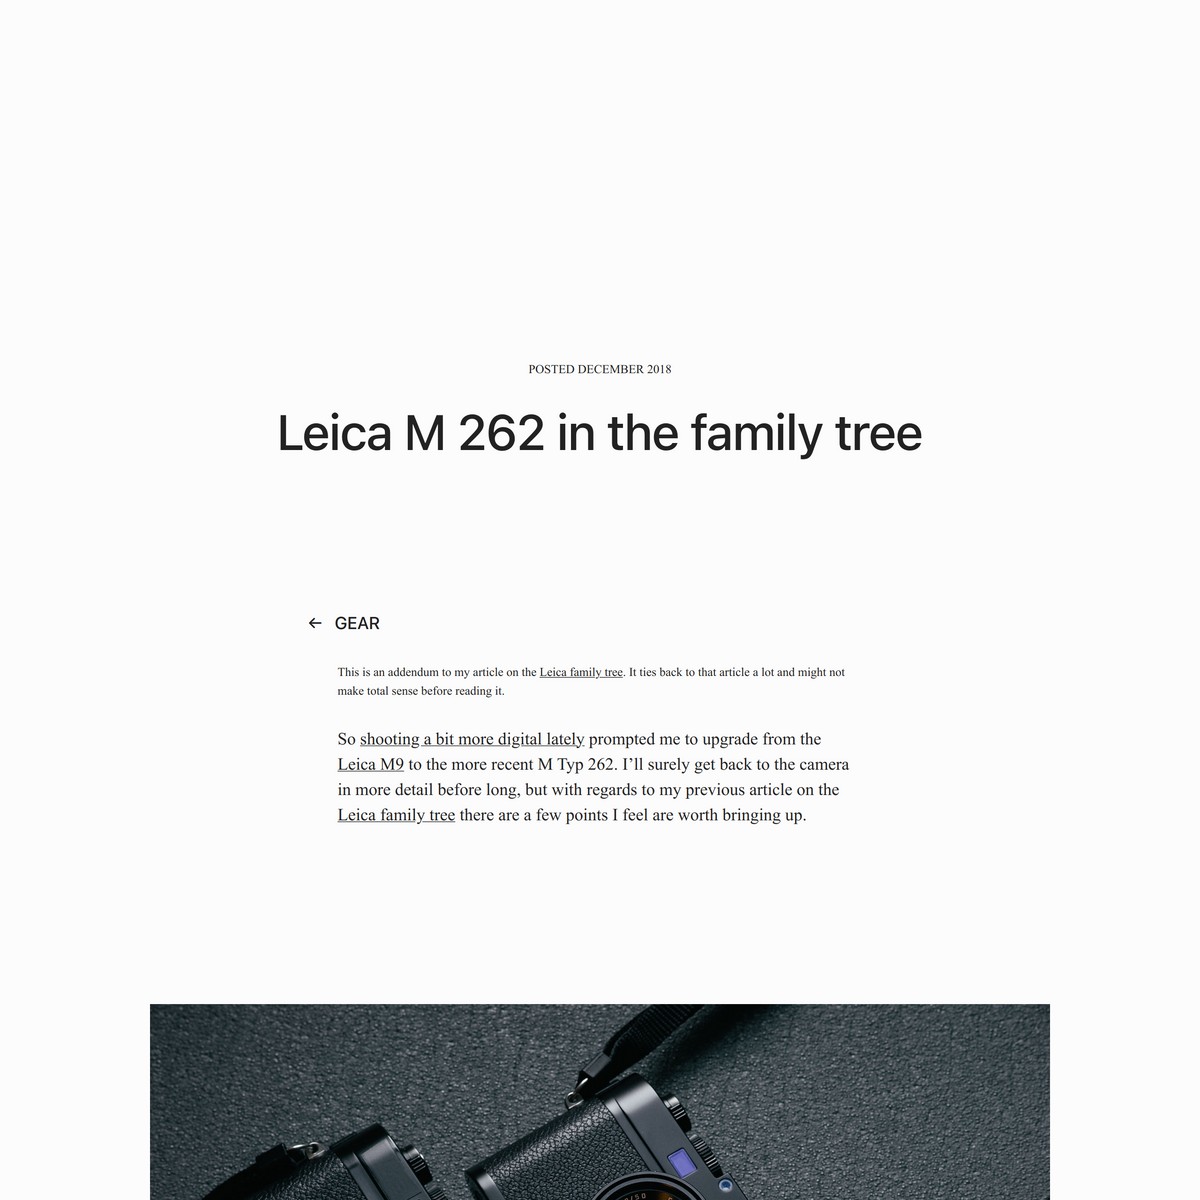 POSTED DECEMBER 2018
Leica M 262 in the family tree
← GEAR
This is an addendum to my article on the Leica family tree. It ties back to that article a lot and might not
make total sense before reading it.
So shooting a bit more digital lately prompted me to upgrade from the
Leica M9 to the more recent M Typ 262. I’ll surely get back to the camera
in more detail before long, but with regards to my previous article on the
Leica family tree there are a few points I feel are worth bringing up.